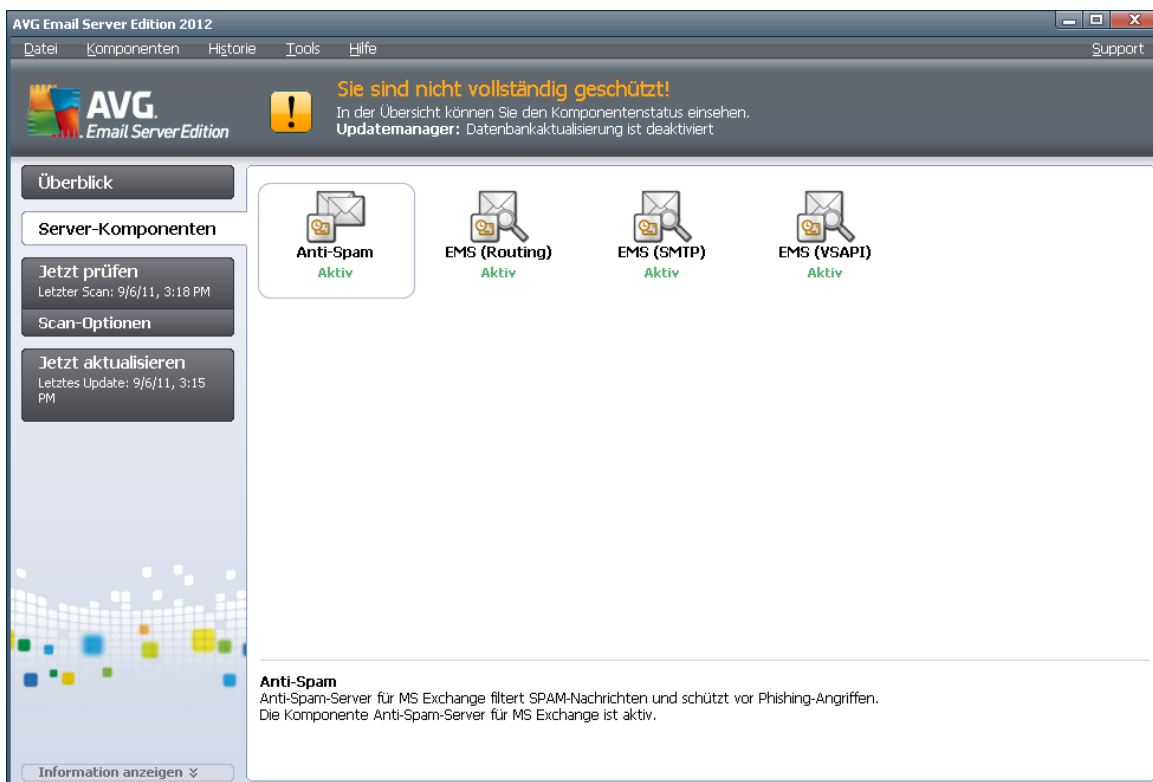 AVG Email Server Edition 2012
Datei Komponenten Historie Tools Hilfe Support
AVG.
Email Server Edition
Sie sind nicht vollständig geschützt!
In der Übersicht können Sie den Komponentenstatus einsehen.
Updatemanager: Datenbankaktualisierung ist deaktiviert
Überblick
Server-Komponenten
Jetzt prüfen
Letzter Scan: 9/6/11, 3:18 PM
Scan-Optionen
Jetzt aktualisieren
Letztes Update: 9/6/11, 3:15
PM
Anti-Spam
Aktiv
EMS (Routing)
Aktiv
EMS (SMTP)
Aktiv
EMS (VSAPI)
Aktiv
Anti-Spam
Anti-Spam-Server für MS Exchange filtert SPAM-Nachrichten und schützt vor Phishing-Angriffen.
Die Komponente Anti-Spam-Server für MS Exchange ist aktiv.
Information anzeigen